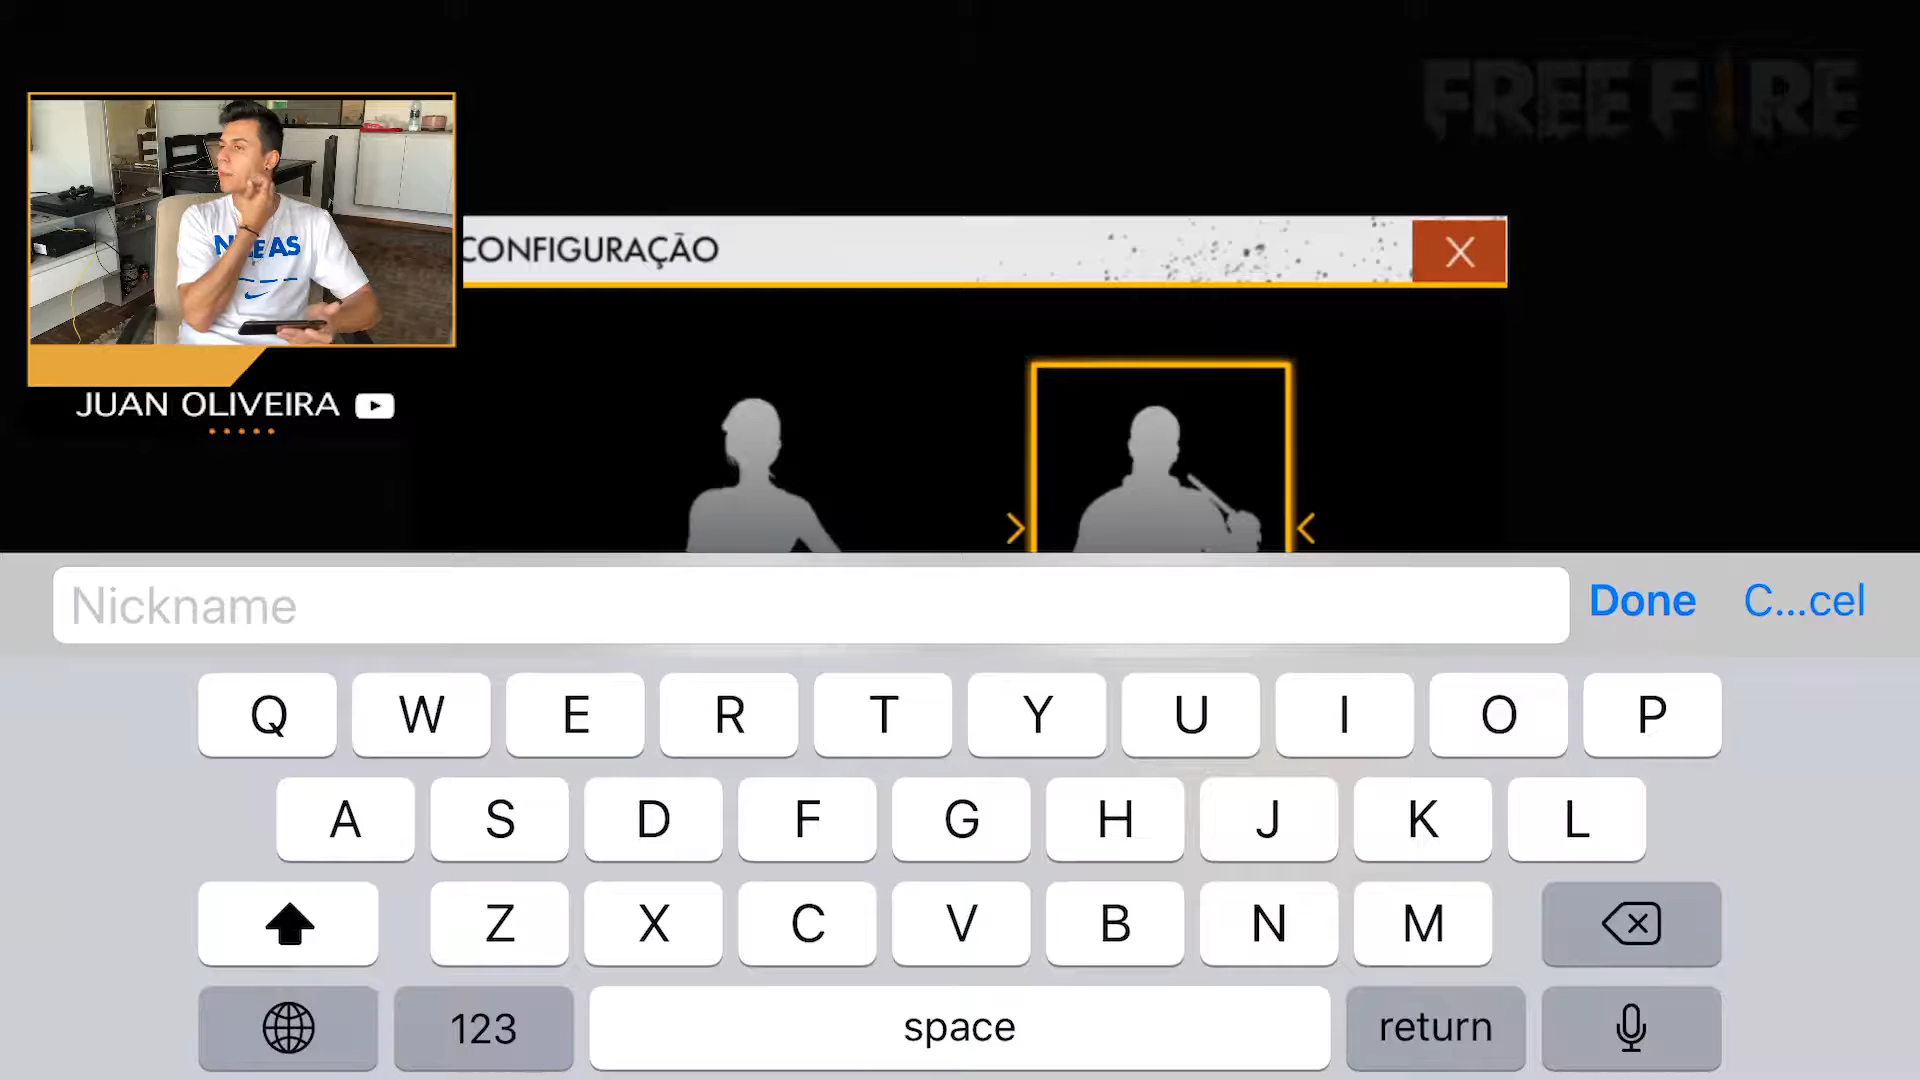 FREE FIRE
CONFIGURAÇÃO
JUAN OLIVEIRA
Nickname
Done C...cel
Q W E R T Y U I O P
A S D F G H J K L
Z X C V B N M
123 space return